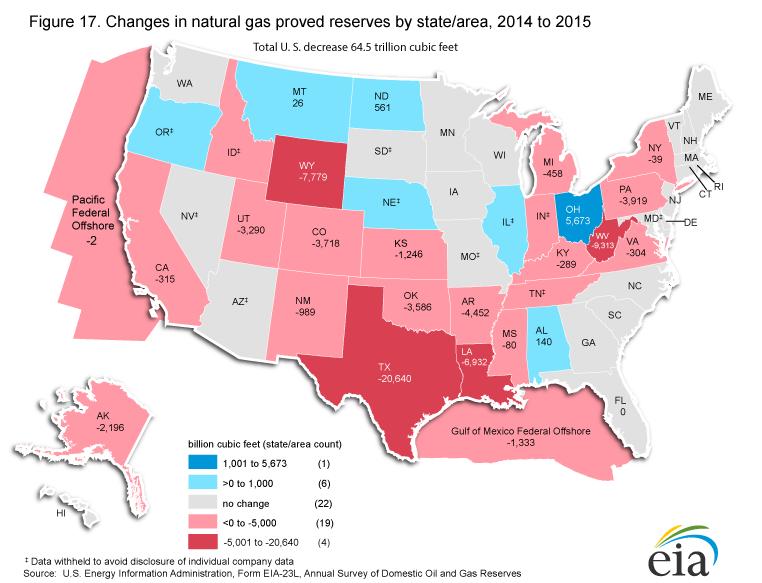 Figure 17. Changes in natural gas proved reserves by state/area, 2014 to 2015
Total U. S. decrease 64.5 trillion cubic feet
WA
MT
26
ND
561
MN
ME
OR‡
ID‡
SD‡
WI
MI
-458
VT
NH
NY
-39
MA
RI
CT
WY
-7,779
IA
NE‡
IL‡
IN‡
OH
5,673
PA
-3,919
NJ
MD‡
DE
Pacific
Federal
Offshore
-2
NV‡
UT
-3,290
CO
-3,718
KS
-1,246
MO‡
KY
-289
WV
-9,313
VA
-304
CA
-315
AZ‡
NM
-989
OK
-3,586
AR
-4,452
TN‡
NC
SC
TX
-20,640
LA
-6,932
MS
-80
AL
140
GA
FL
0
Gulf of Mexico Federal Offshore
-1,333
AK
-2,196
HI
billion cubic feet (state/area count)
1,001 to 5,673 (1)
>0 to 1,000 (6)
no change (22)
<0 to -5,000 (19)
-5,001 to -20,640 (4)
‡ Data withheld to avoid disclosure of individual company data
Source: U.S. Energy Information Administration, Form EIA-23L, Annual Survey of Domestic Oil and Gas Reserves
eia